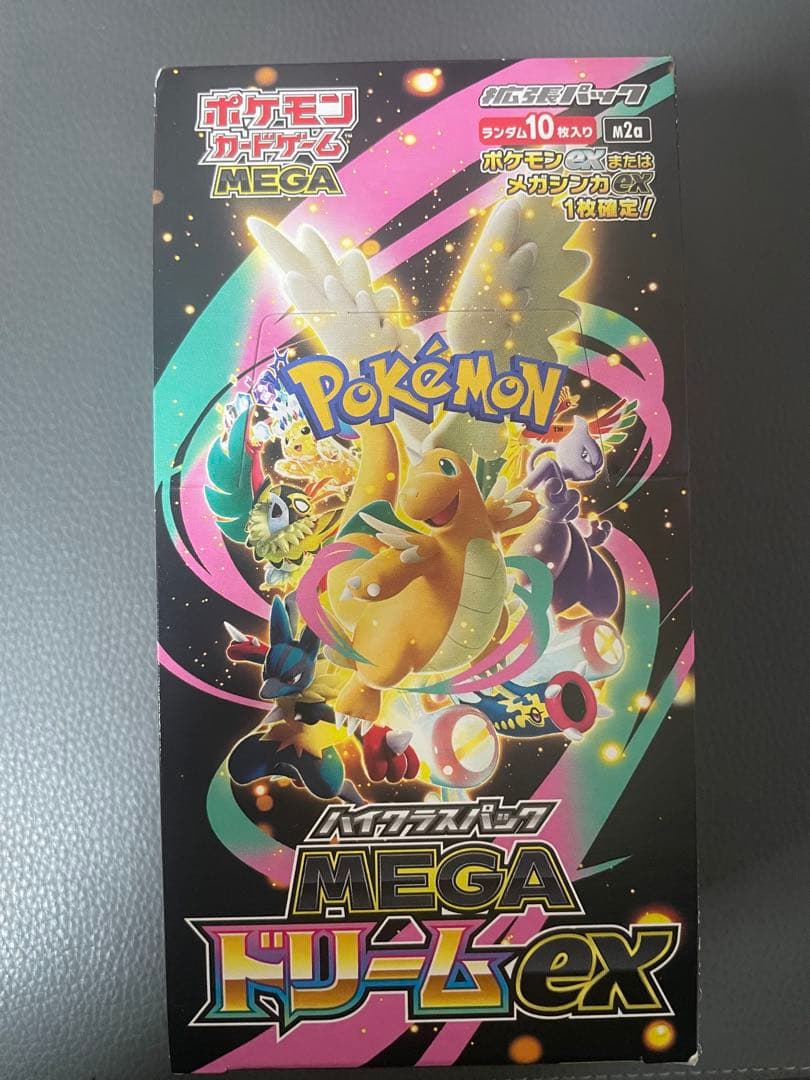 ポケモン
カードゲーム™
MEGA
拡張パック
ランダム10枚入り
M2a
ポケモンexまたは
メガシンカex
1枚確定!
POKéMON™
ハイクラスパック
MEGA
ドリームex